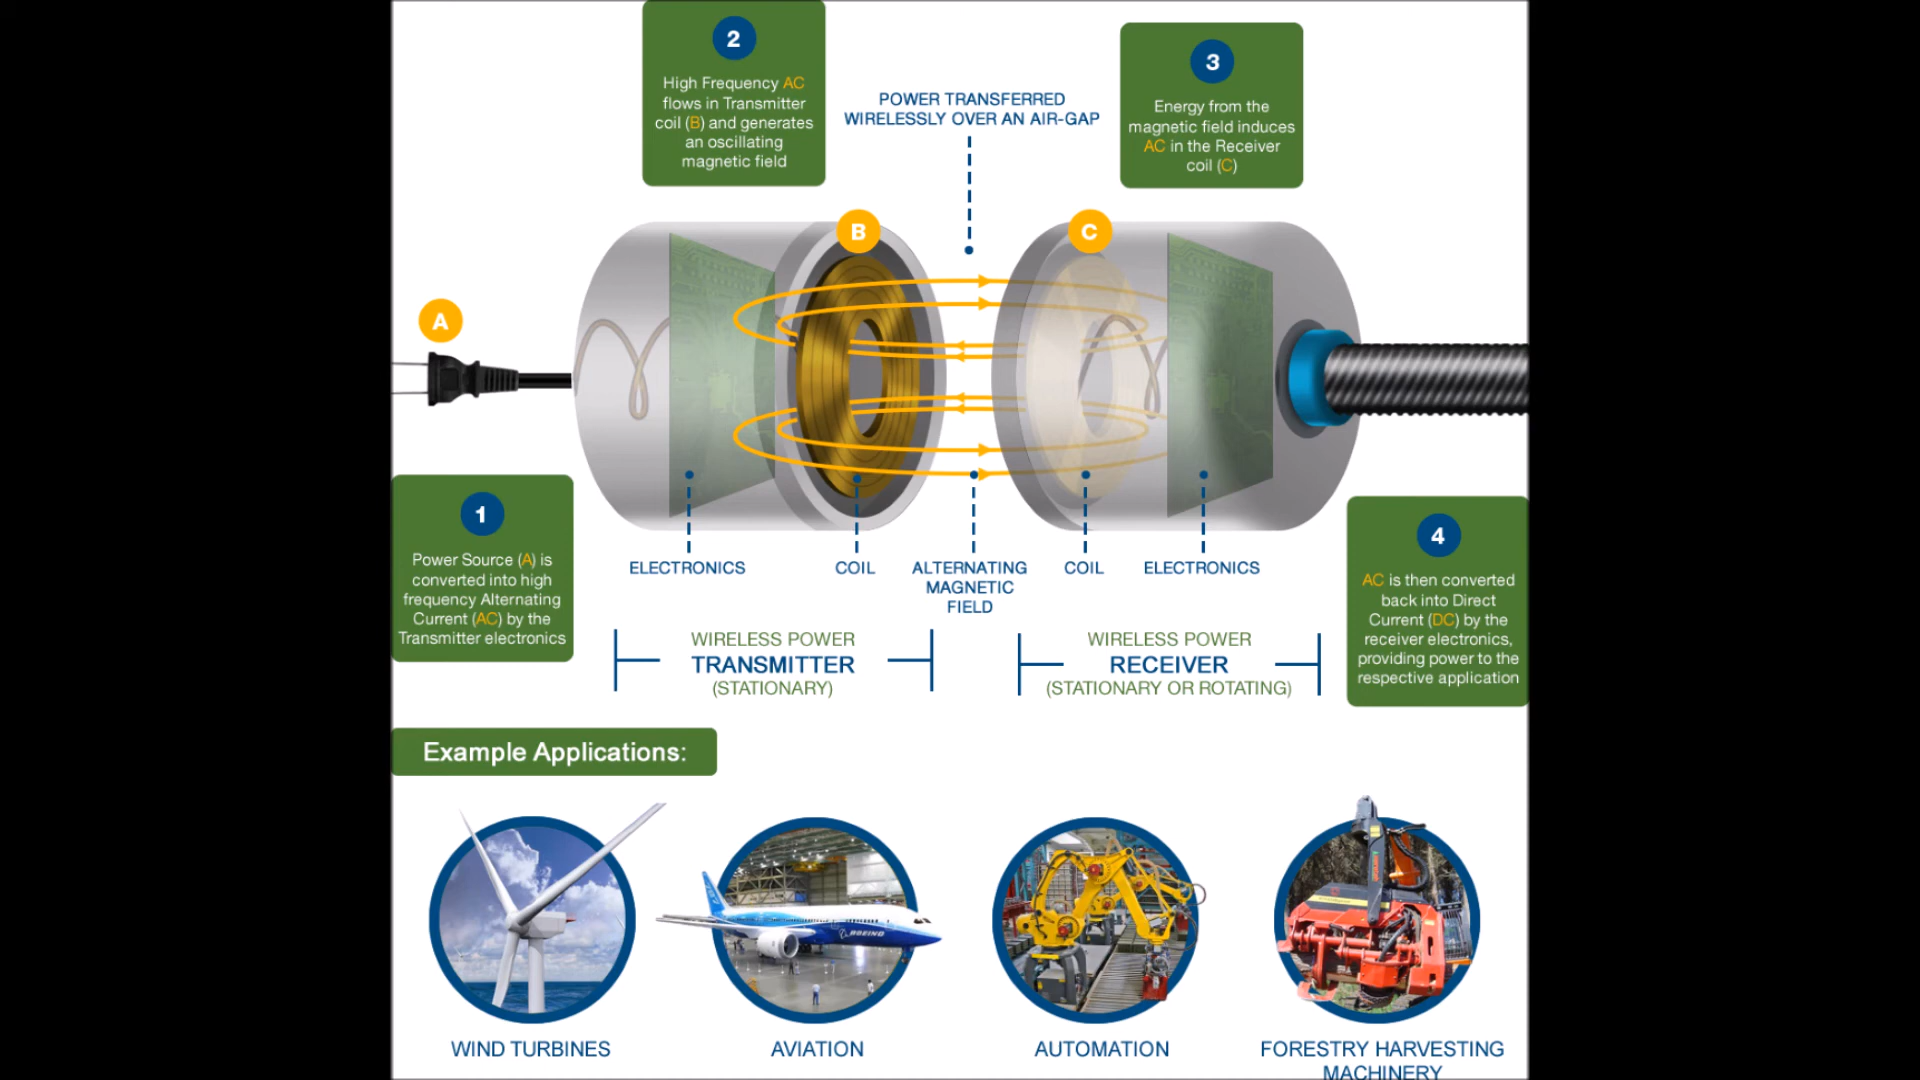 2
High Frequency AC
flows in Transmitter
coil (B) and generates
an oscillating
magnetic field
POWER TRANSFERRED
WIRELESSLY OVER AN AIR-GAP
3
Energy from the
magnetic field induces
AC in the Receiver
coil (C)
A
B
C
1
Power Source (A) is
converted into high
frequency Alternating
Current (AC) by the
Transmitter electronics
ELECTRONICS
COIL
ALTERNATING
MAGNETIC
FIELD
COIL
ELECTRONICS
4
AC is then converted
back into Direct
Current (DC) by the
receiver electronics,
providing power to the
respective application
WIRELESS POWER
TRANSMITTER
(STATIONARY)
WIRELESS POWER
RECEIVER
(STATIONARY OR ROTATING)
Example Applications:
BOEING
WIND TURBINES
AVIATION
AUTOMATION
FORESTRY HARVESTING
MACHINERY